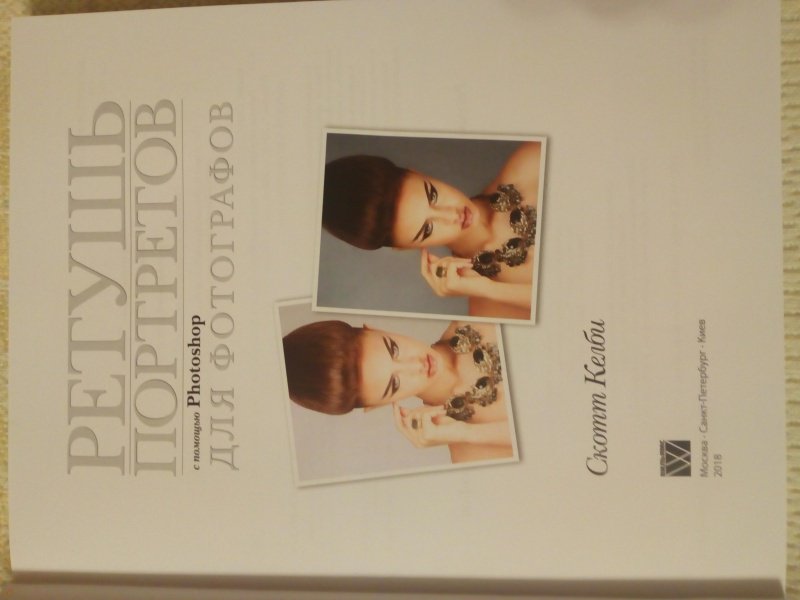 РЕТУШЬ
ПОРТРЕТОВ
с помощью Photoshop
ДЛЯ ФОТОГРАФОВ
Скотт Келби
Москва · Санкт-Петербург · Киев
2018